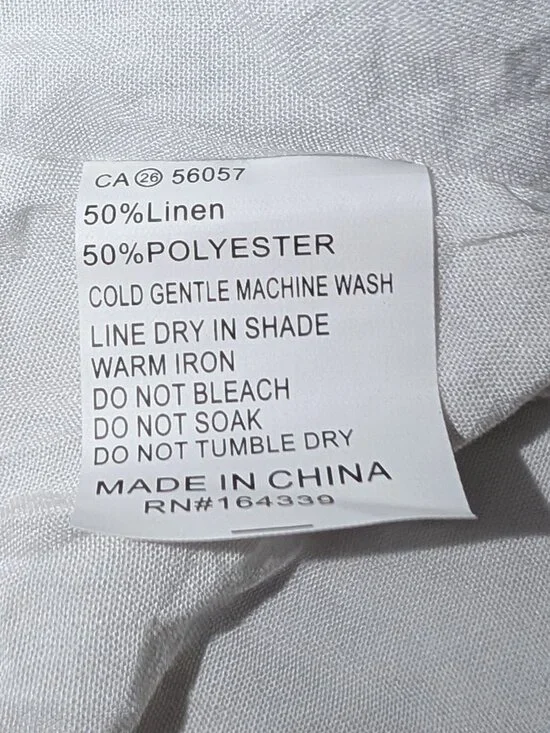 CA 26 56057
50%Linen
50%POLYESTER
COLD GENTLE MACHINE WASH
LINE DRY IN SHADE
WARM IRON
DO NOT BLEACH
DO NOT SOAK
DO NOT TUMBLE DRY
MADE IN CHINA
RN#164339